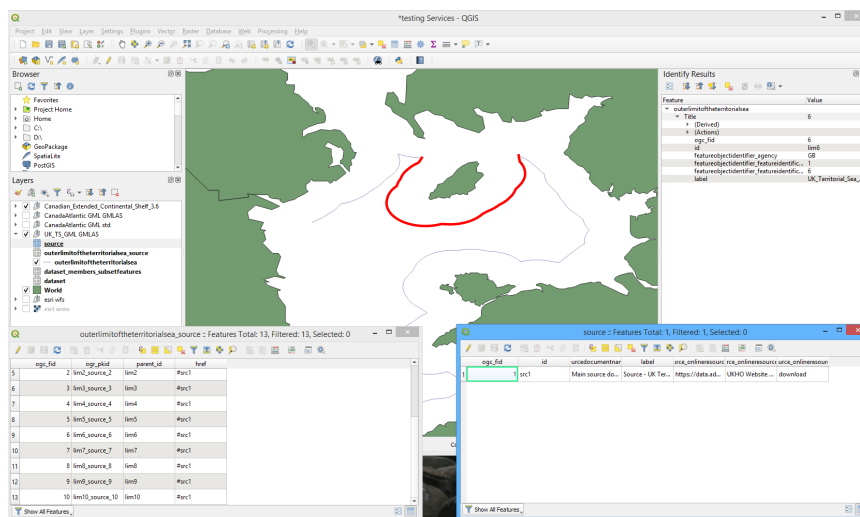 *testing Services - QGIS
Project Edit View Layer Settings Plugins Vector Raster Database Web Processing Help
Browser
Favorites
Project Home
Home
C:\
D:\
GeoPackage
SpatiaLite
PostGIS
Layers
Canadian_Extended_Continental_Shelf_3.6
CanadaAtlantic GML GMLAS
CanadaAtlantic GML std
UK_TS_GML GMLAS
source
outerlimitoftheterritorialsea_source
outerlimitoftheterritorialsea
dataset_members_subsetfeatures
dataset
World
esri wfs
esri wms
Identify Results
Feature Value
outerlimitoftheterritorialsea
Title 6
(Derived)
(Actions)
ogc_fid 6
id lim6
featureobjectidentifier_agency GB
featureobjectidentifier_featureidentific... 1
featureobjectidentifier_featureidentific... 6
label UK_Territorial_Sea_
outerlimitoftheterritorialsea_source :: Features Total: 13, Filtered: 13, Selected: 0
ogc_fid ogr_pkid parent_id href
5 2 lim2_source_2 lim2 #src1
6 3 lim3_source_3 lim3 #src1
7 4 lim4_source_4 lim4 #src1
8 5 lim5_source_5 lim5 #src1
9 6 lim6_source_6 lim6 #src1
10 7 lim7_source_7 lim7 #src1
11 8 lim8_source_8 lim8 #src1
12 9 lim9_source_9 lim9 #src1
13 10 lim10_source_10 lim10 #src1
Show All Features
source :: Features Total: 1, Filtered: 1, Selected: 0
ogc_fid id urcedocumentnan label rce_onlineresourc rce_onlineresourc urce_onlineresour
1 1 src1 Main source do... Source - UK Ter... https://data.ad... UKHO Website ... download
Show All Features
Co